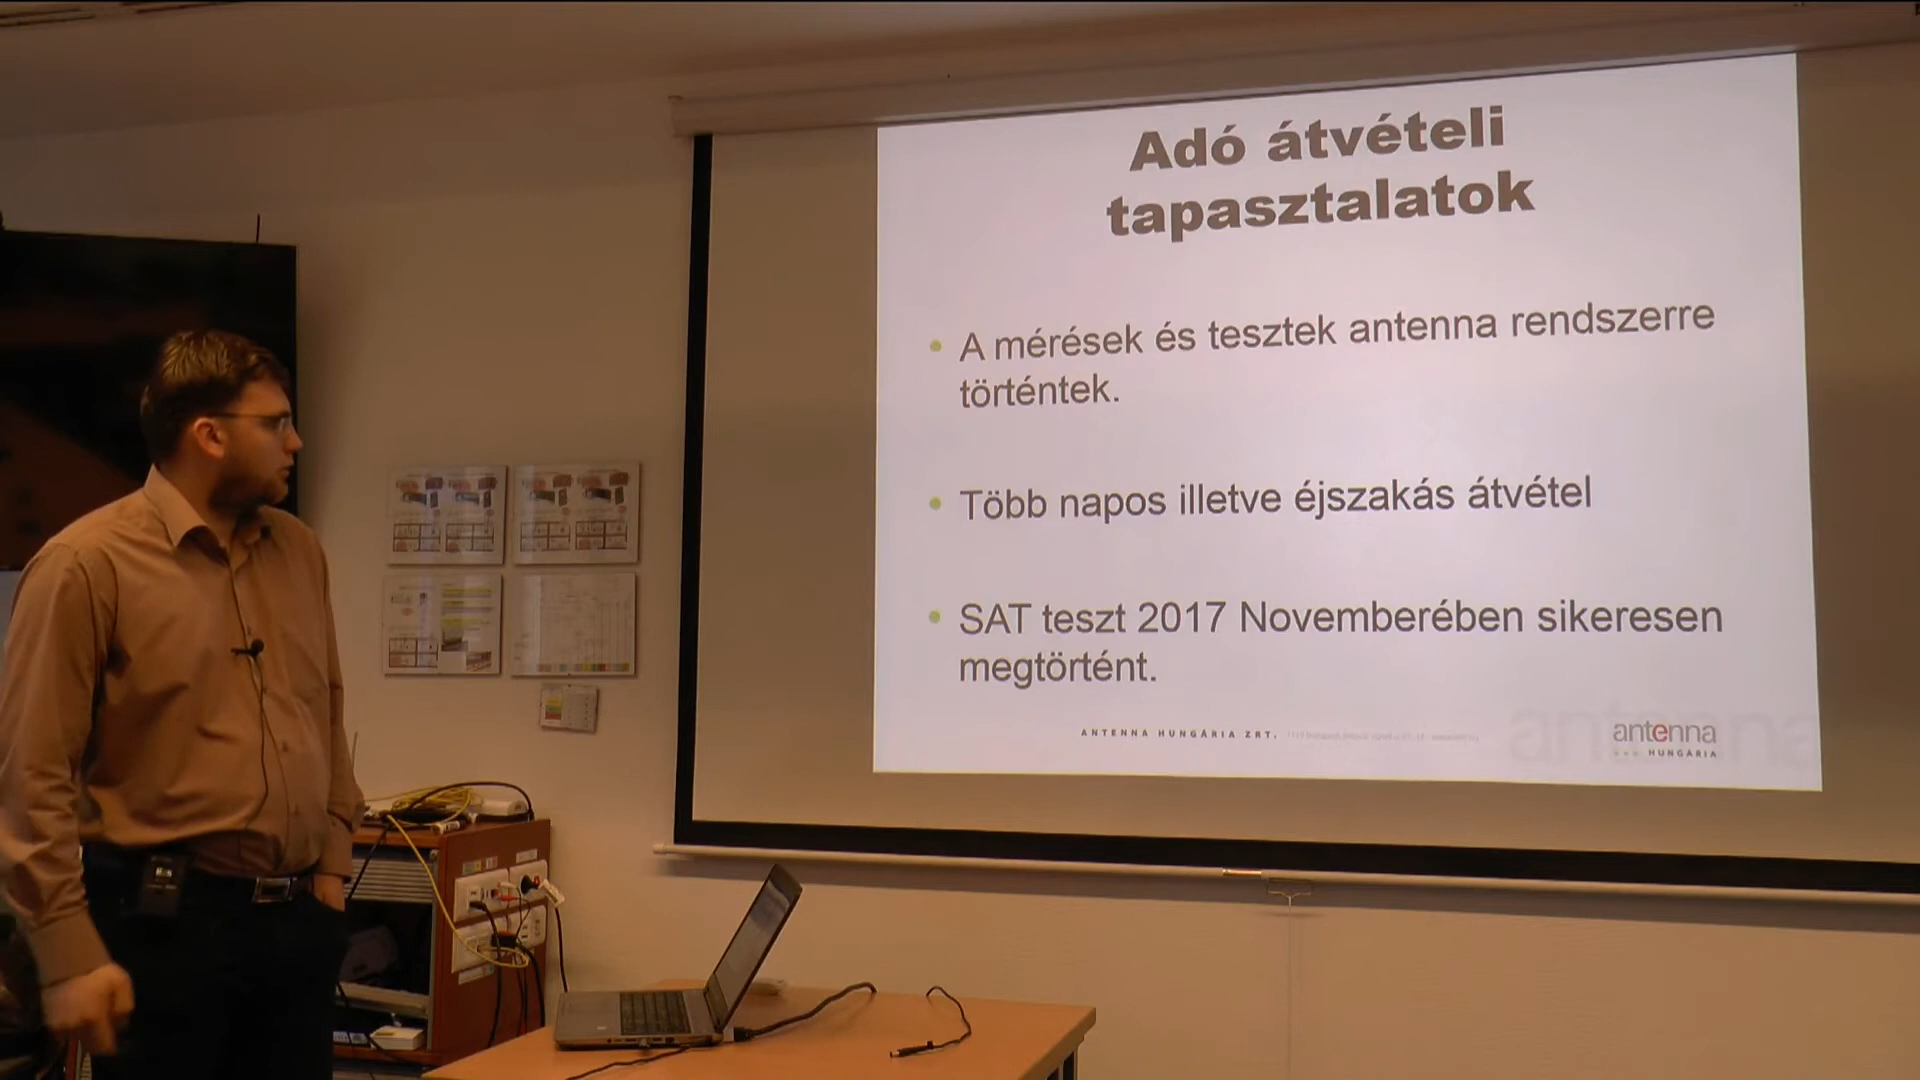 Adó átvételi
tapasztalatok
A mérések és tesztek antenna rendszerre
történtek.
Több napos illetve éjszakás átvétel
SAT teszt 2017 Novemberében sikeresen
megtörtént.
ANTENNA HUNGÁRIA ZRT.
antenna
HUNGÁRIA